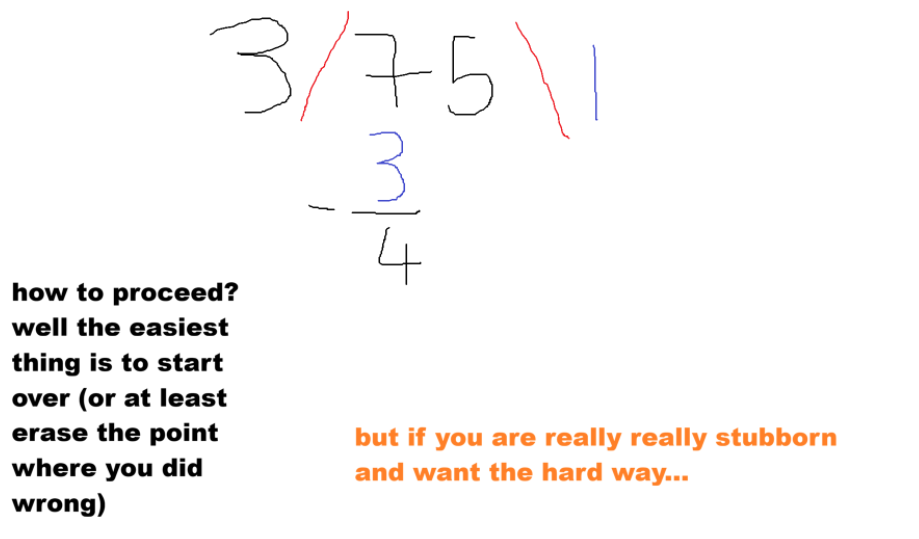 3/75\1
3
-
4
how to proceed?
well the easiest
thing is to start
over (or at least
erase the point
where you did
wrong)
but if you are really really stubborn
and want the hard way...